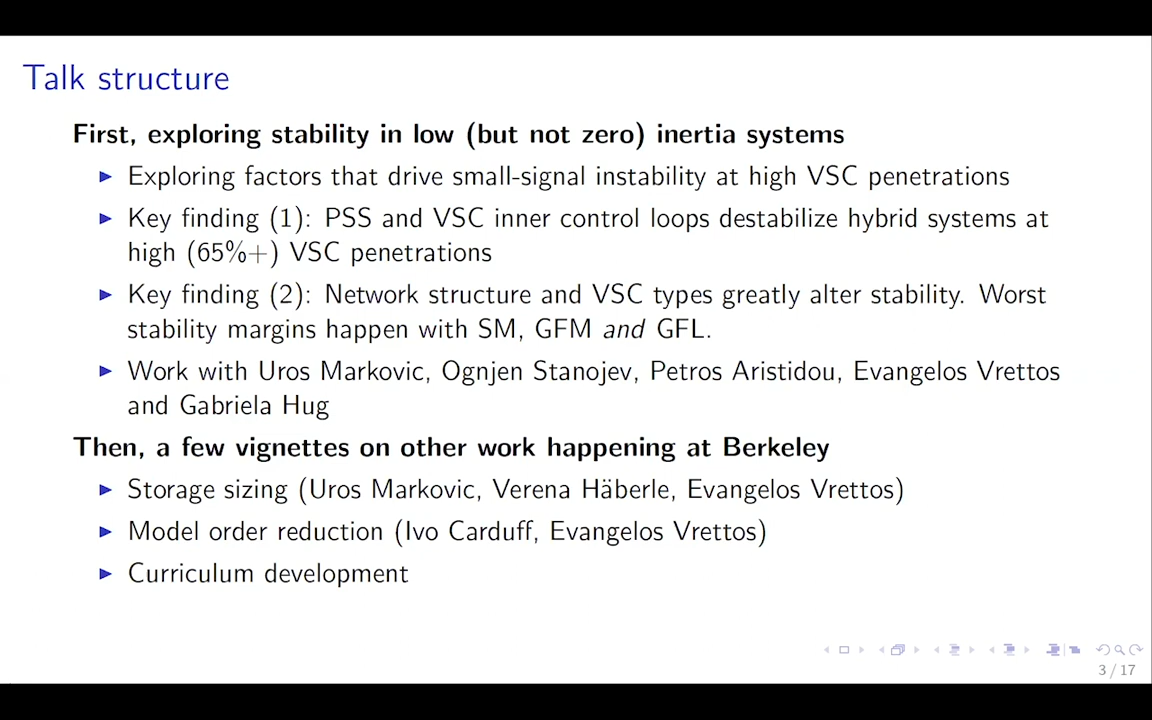 Talk structure
First, exploring stability in low (but not zero) inertia systems
Exploring factors that drive small-signal instability at high VSC penetrations
Key finding (1): PSS and VSC inner control loops destabilize hybrid systems at
high (65%+) VSC penetrations
Key finding (2): Network structure and VSC types greatly alter stability. Worst
stability margins happen with SM, GFM and GFL.
Work with Uros Markovic, Ognjen Stanojev, Petros Aristidou, Evangelos Vrettos
and Gabriela Hug
Then, a few vignettes on other work happening at Berkeley
Storage sizing (Uros Markovic, Verena Häberle, Evangelos Vrettos)
Model order reduction (Ivo Carduff, Evangelos Vrettos)
Curriculum development
3 / 17